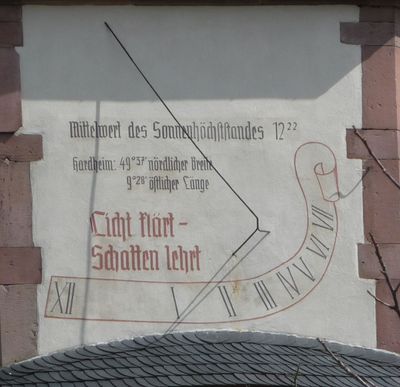 Mittelwert des Sonnenhöchststandes 12²²
Hardheim: 49°37' nördlicher Breite
9°28' östlicher Länge
Licht klärt –
Schatten lehrt
XII I II III IV V VI VII